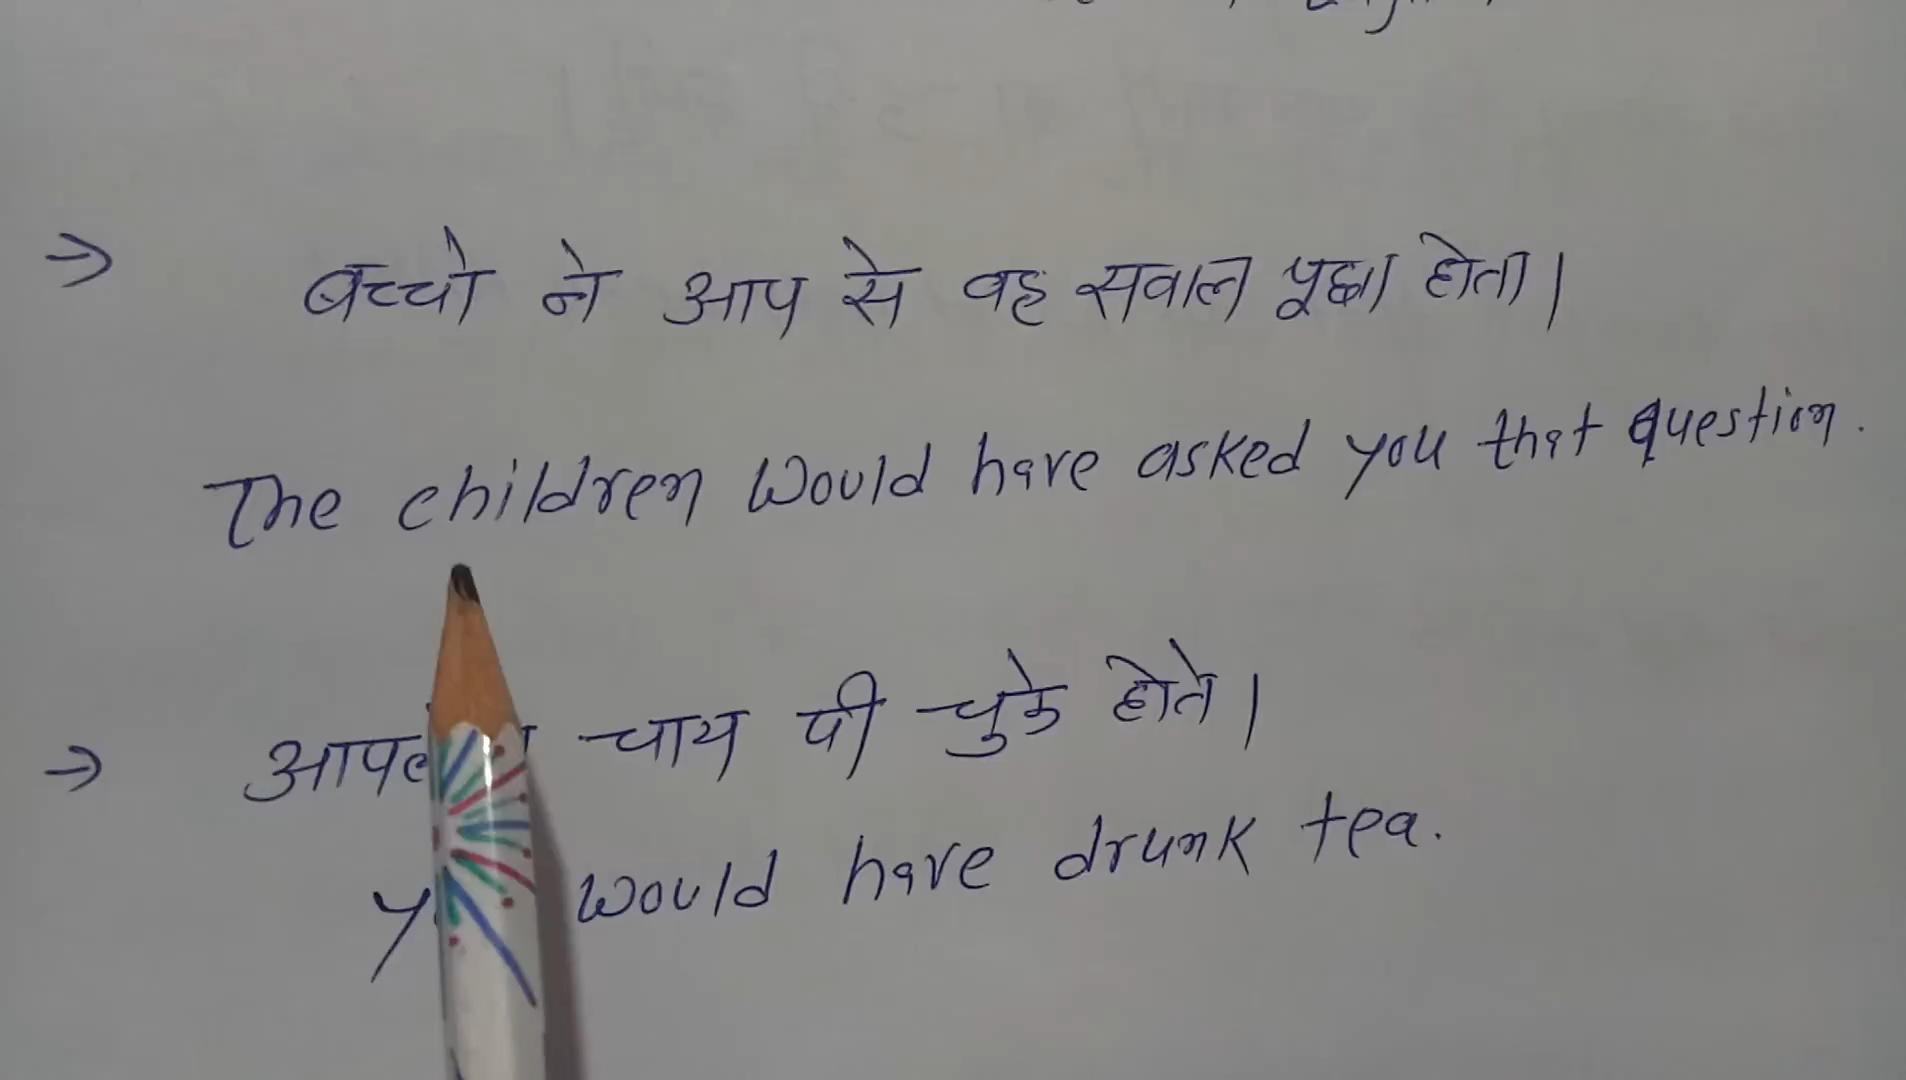 → बच्चो ने आप से वह सवाल पूछा होता।
The children would have asked you that question.
→ चाय पी चुके होते।
would have drunk tea.